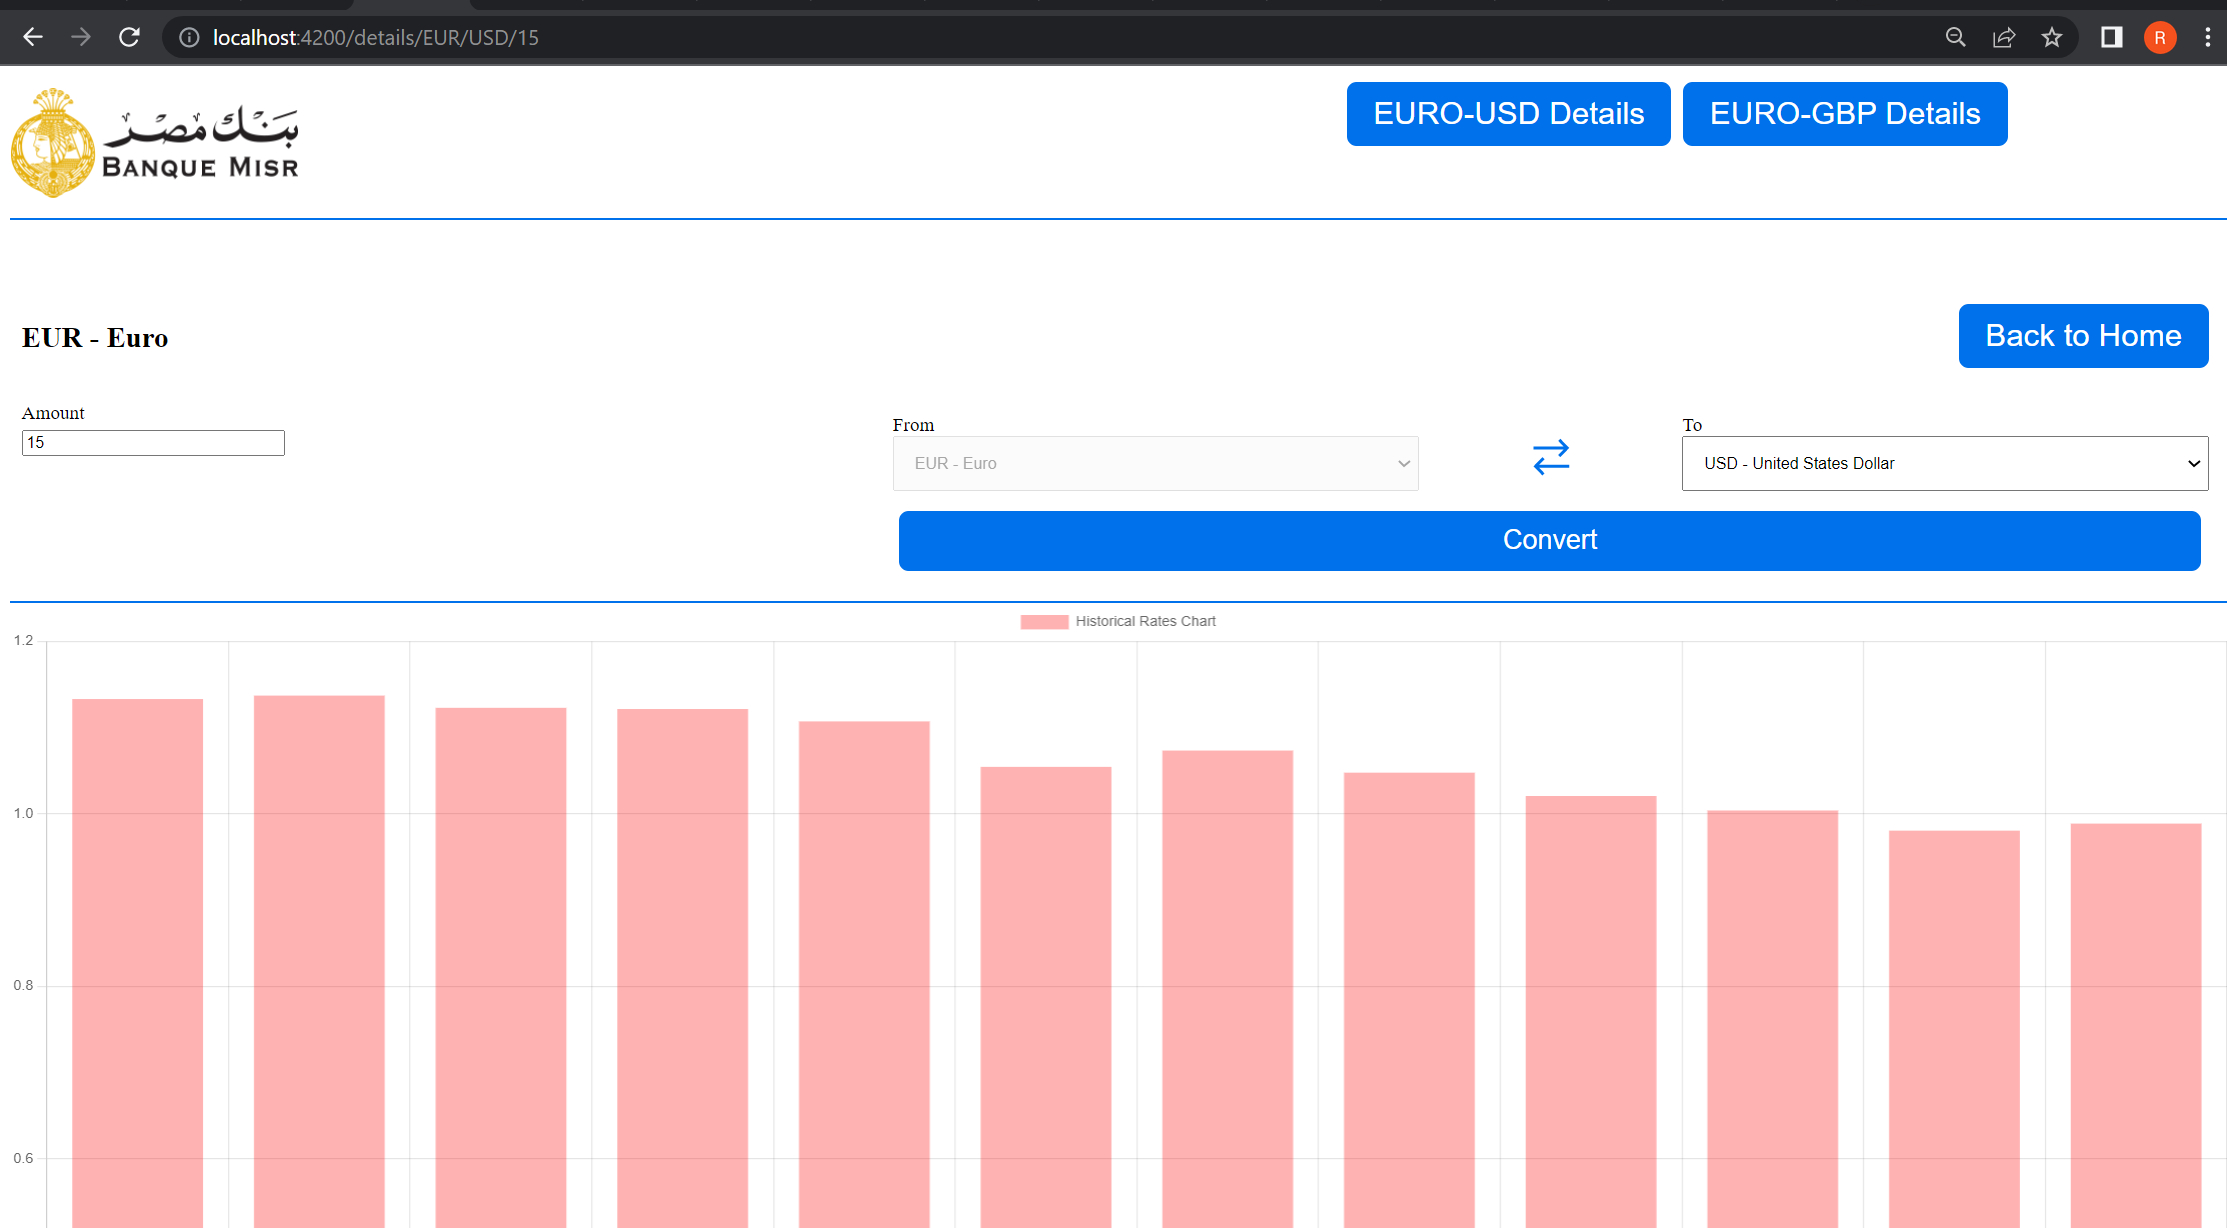 localhost:4200/details/EUR/USD/15
R
بنك مصر
BANQUE MISR
EURO-USD Details
EURO-GBP Details
EUR - Euro
Back to Home
Amount
15
From
EUR - Euro
To
USD - United States Dollar
Convert
Historical Rates Chart
1.2
1.0
0.8
0.6